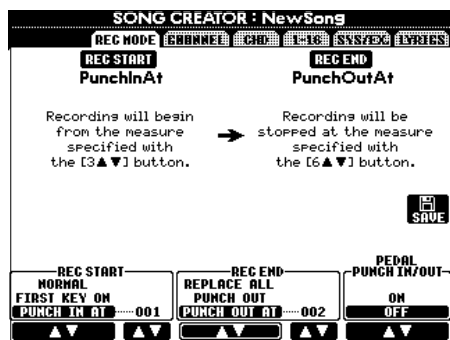 SONG CREATOR : NewSong
REC MODE CHANNEL CHD 1-16 SYS/EX. LYRICS
REC START
PunchInAt
REC END
PunchOutAt
Recording will begin
from the measure
specified with
the [3▲▼] button.
➔
Recording will be
stopped at the measure
specified with
the [6▲▼] button.
SAVE
REC START
NORMAL
FIRST KEY ON
PUNCH IN AT 001
REC END
REPLACE ALL
PUNCH OUT
PUNCH OUT AT 002
PEDAL
PUNCH IN/OUT
ON
OFF
▲▼ ▲▼ ▲▼ ▲▼ ▲▼